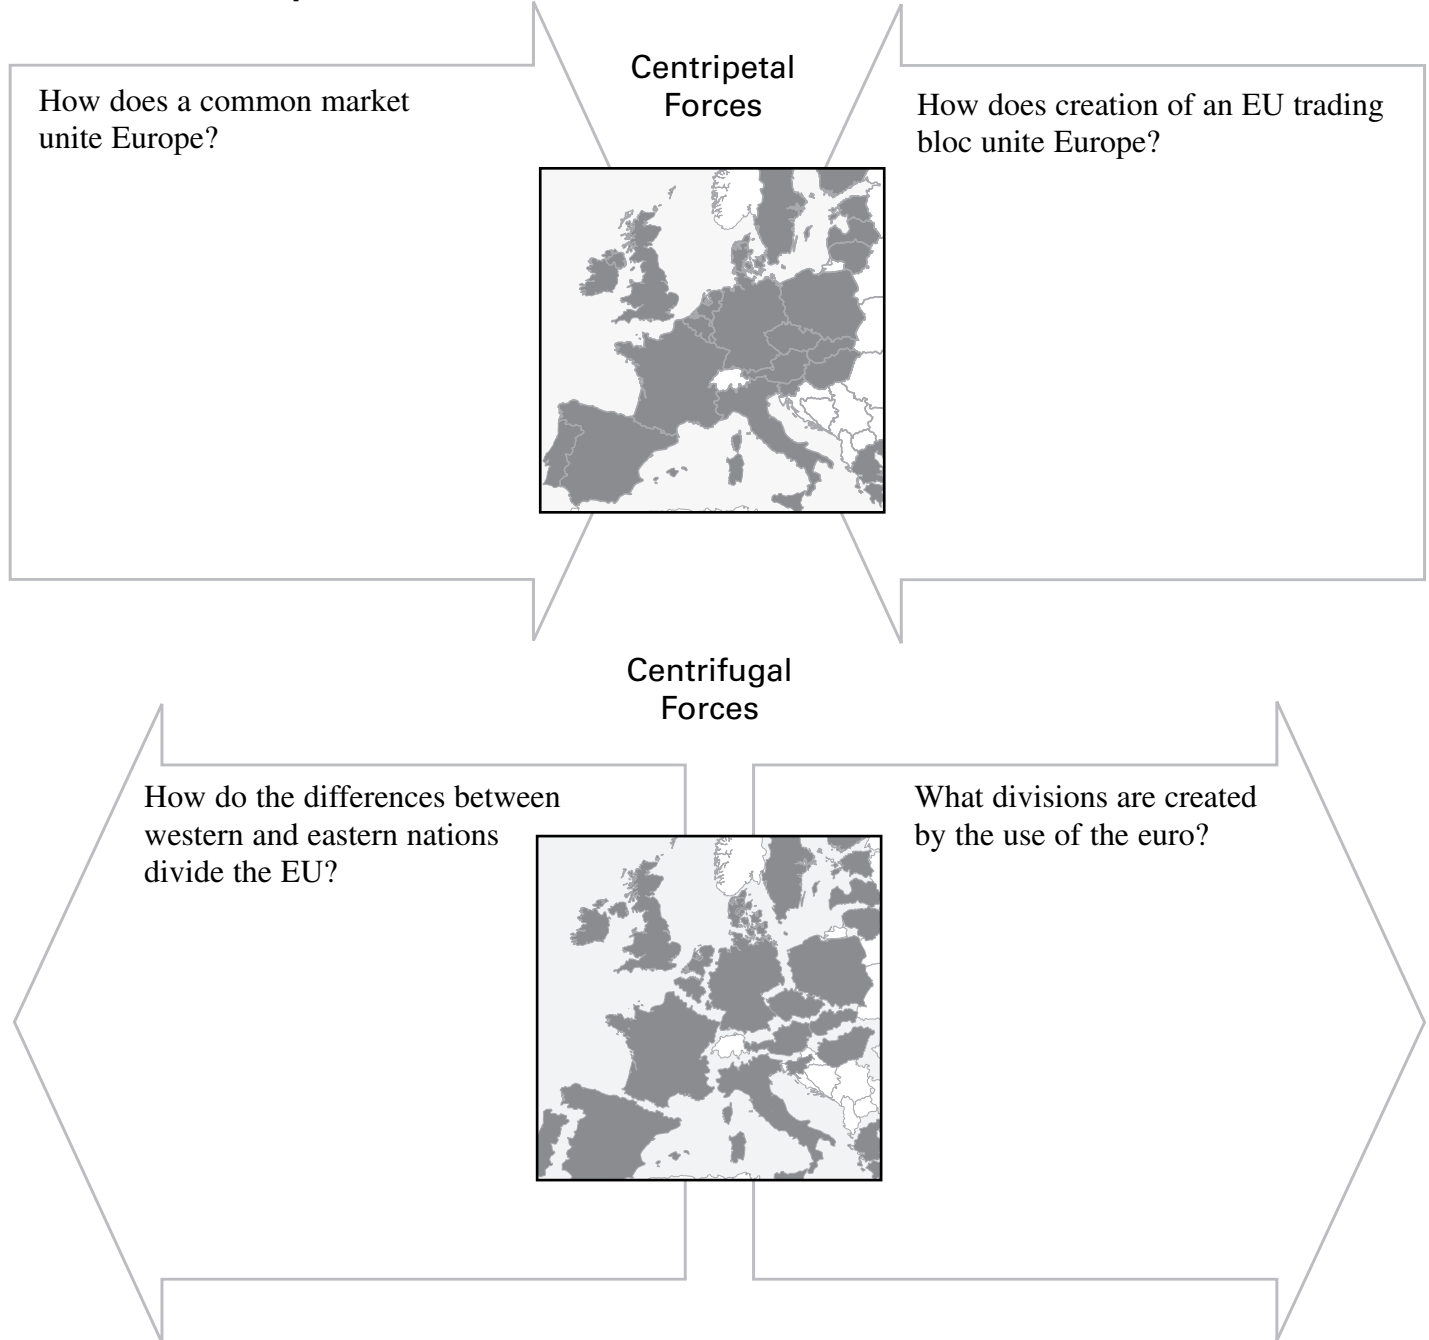 Centripetal
Forces
How does a common market
unite Europe?
How does creation of an EU trading
bloc unite Europe?
Centrifugal
Forces
How do the differences between
western and eastern nations
divide the EU?
What divisions are created
by the use of the euro?